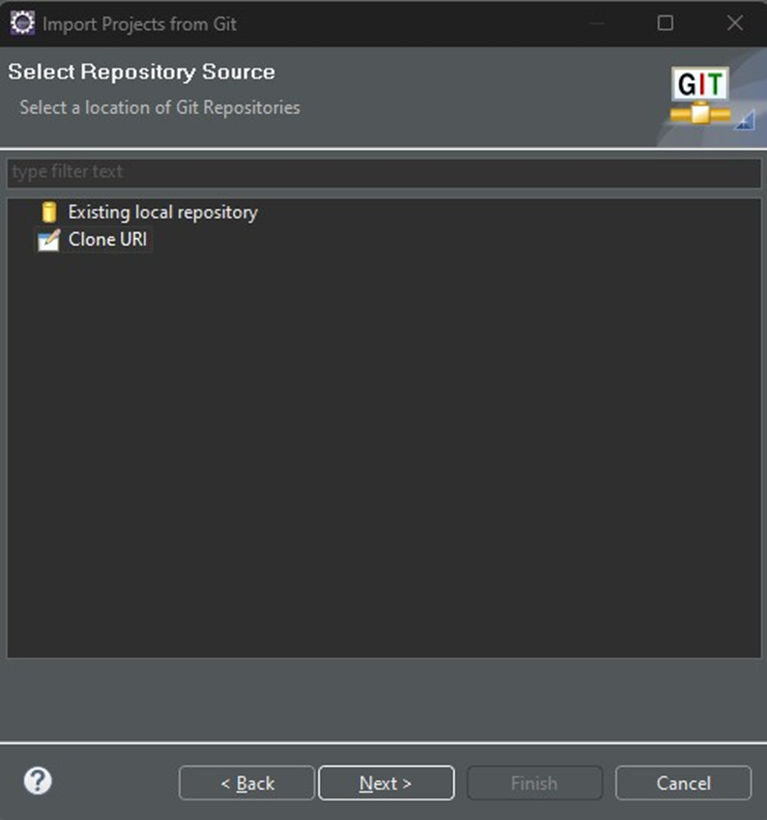 Import Projects from Git
Select Repository Source
Select a location of Git Repositories
GIT
type filter text
Existing local repository
Clone URI
?
< Back
Next >
Finish
Cancel